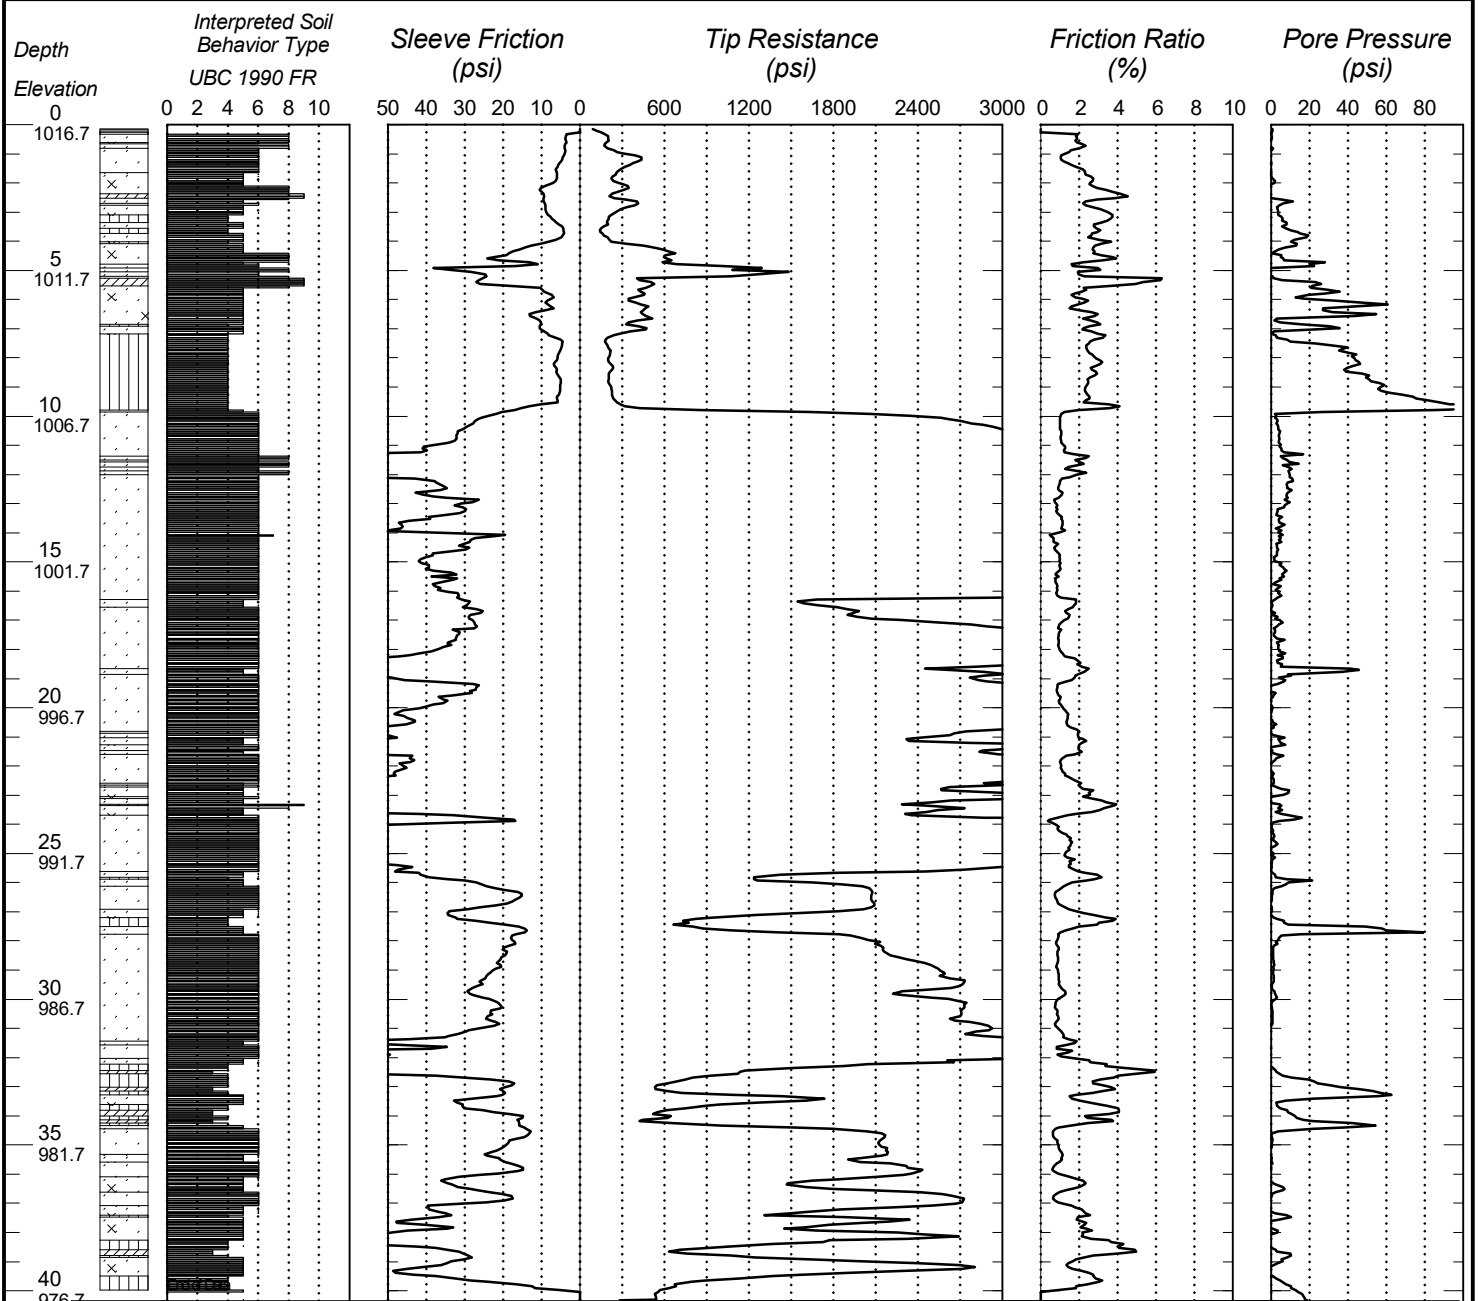 Interpreted Soil
Behavior Type
UBC 1990 FR
Sleeve Friction
(psi)
Tip Resistance
(psi)
Friction Ratio
(%)
Pore Pressure
(psi)
Depth
Elevation
0 2 4 6 8 10
50 40 30 20 10 0
600 1200 1800 2400 3000
0 2 4 6 8 10
0 20 40 60 80
0
1016.7
5
1011.7
10
1006.7
15
1001.7
20
996.7
25
991.7
30
986.7
35
981.7
40
976.7